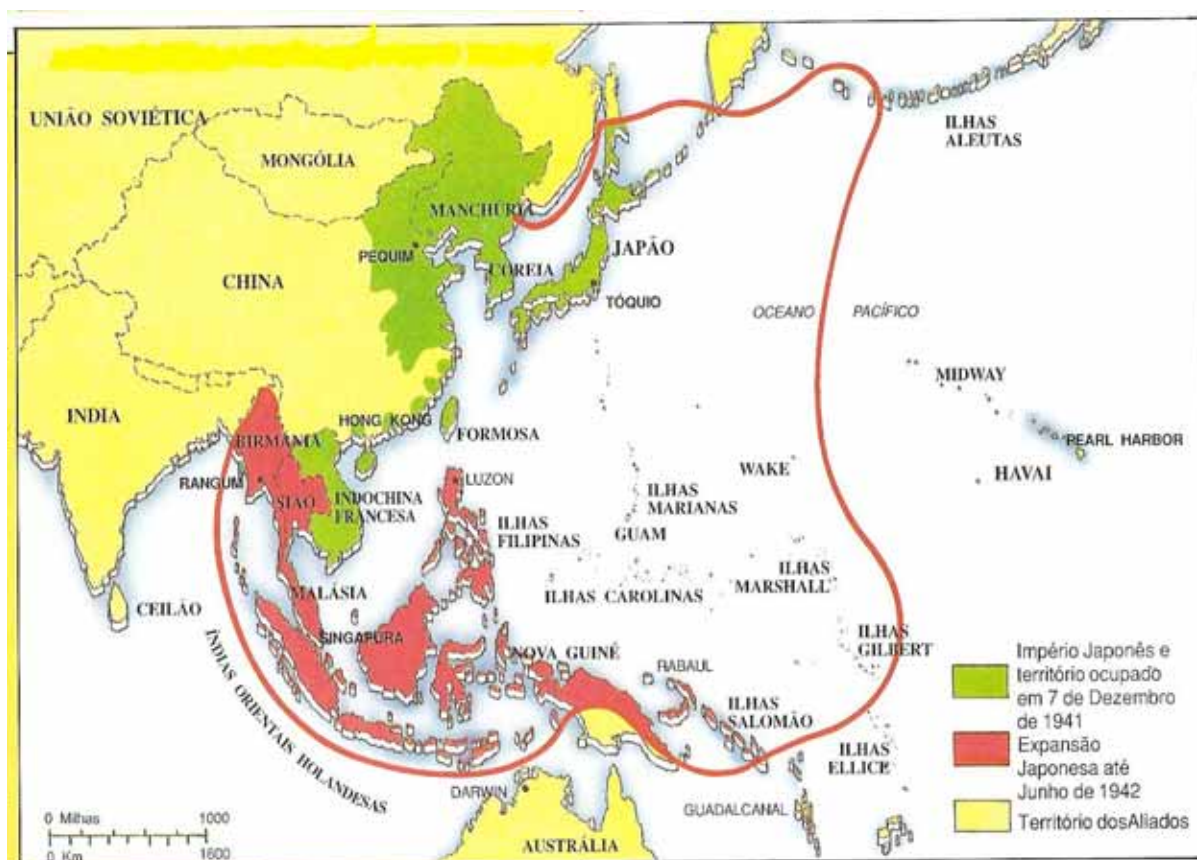 UNIÃO SOVIÉTICA
MONGÓLIA
ILHAS
ALEUTAS
MANCHÚRIA
PEQUIM
COREIA
JAPÃO
TÓQUIO
CHINA
OCEANO PACÍFICO
MIDWAY
PEARL HARBOR
HAVAI
INDIA
HONG KONG
FORMOSA
BIRMÂNIA
RANGUM
SIÃO
INDOCHINA
FRANCESA
LUZON
ILHAS
FILIPINAS
WAKE
ILHAS
MARIANAS
GUAM
ILHAS
MARSHALL
ILHAS CAROLINAS
CEILÃO
MALÁSIA
SINGAPURA
NOVA GUINÉ
RABAUL
ILHAS
GILBERT
ILHAS
SALOMÃO
ILHAS
ELLICE
ÍNDIAS ORIENTAIS HOLANDESAS
DARWIN
GUADALCANAL
AUSTRÁLIA
0 Milhas 1000
0 Km 1600
Império Japonês e
território ocupado
em 7 de Dezembro
de 1941
Expansão
Japonesa até
Junho de 1942
Território dosAliados